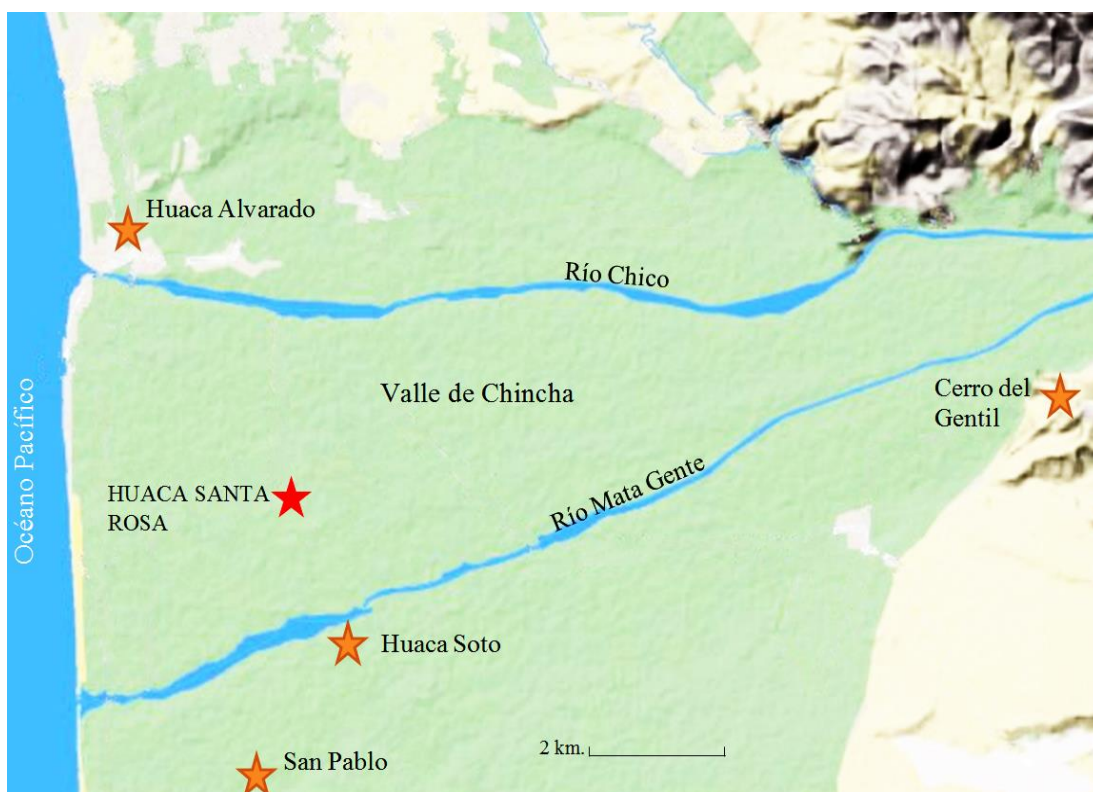 Huaca Alvarado
Río Chico
Valle de Chincha
Cerro del
Gentil
Océano Pacífico
HUACA SANTA
ROSA
Río Mata Gente
Huaca Soto
2 km.
San Pablo